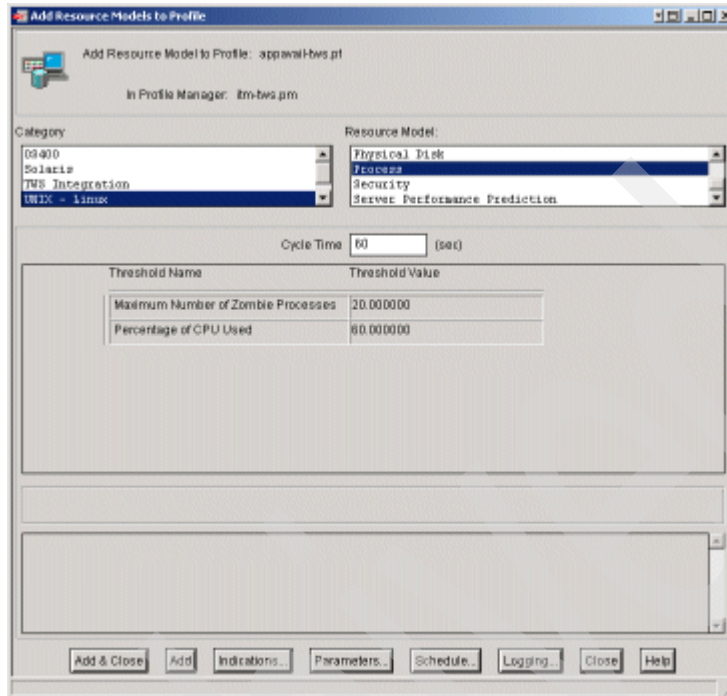 Add Resource Models to Profile
Add Resource Model to Profile: appawail-tws.pf
In Profile Manager: itm-tws.pm
Category
Resource Model:
OS400
Solaris
TWS Integration
UNIX - Linux
Physical Disk
Process
Security
Server Performance Prediction
Cycle Time 60 (sec)
Threshold Name Threshold Value
Maximum Number of Zombie Processes 20.000000
Percentage of CPU Used 60.000000
Add & Close Add Indications... Parameters... Schedule... Logging... Close Help